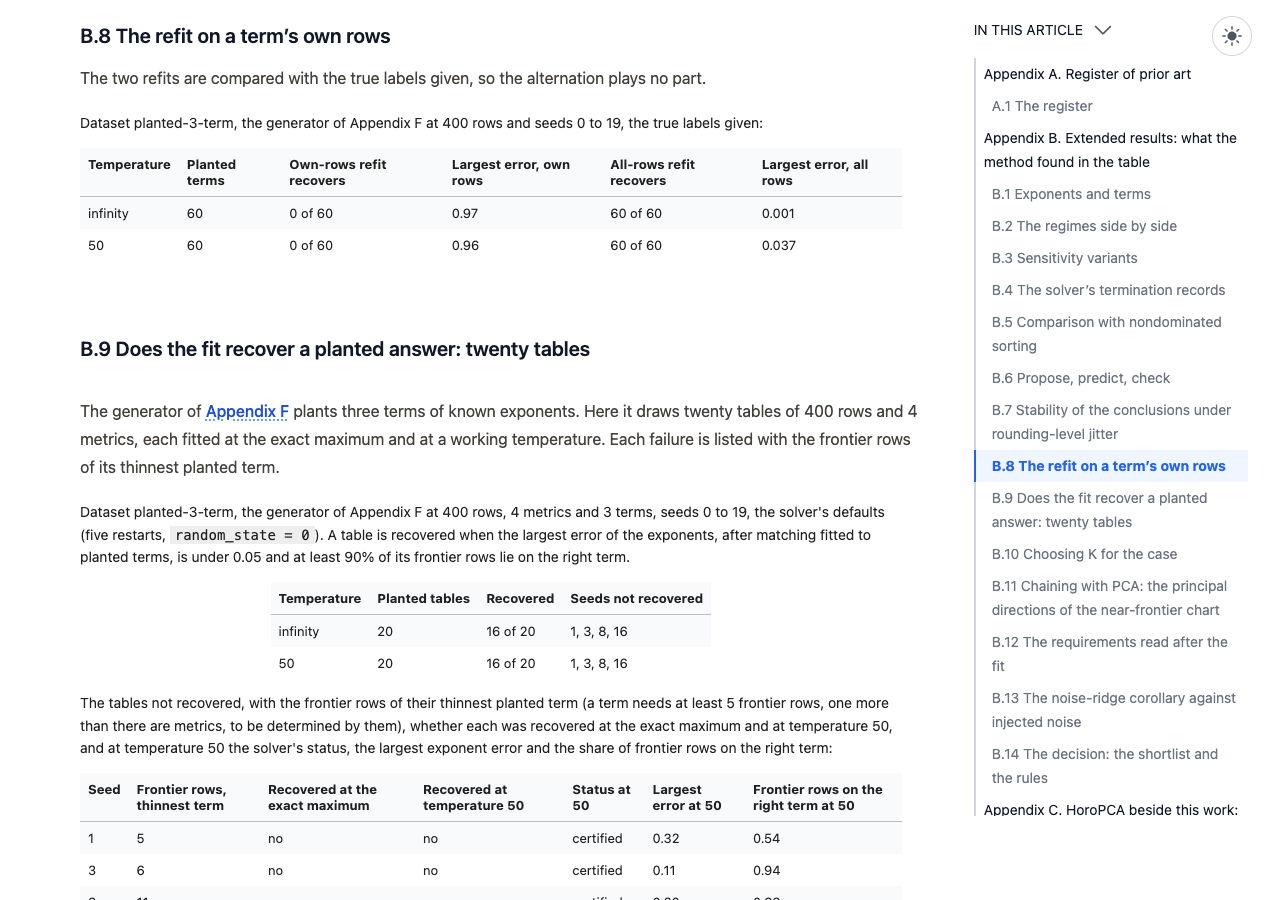 B.8 The refit on a term’s own rows
The two refits are compared with the true labels given, so the alternation plays no part.
Dataset planted-3-term, the generator of Appendix F at 400 rows and seeds 0 to 19, the true labels given:
Temperature Planted terms Own-rows refit recovers Largest error, own rows All-rows refit recovers Largest error, all rows
infinity 60 0 of 60 0.97 60 of 60 0.001
50 60 0 of 60 0.96 60 of 60 0.037
B.9 Does the fit recover a planted answer: twenty tables
The generator of Appendix F plants three terms of known exponents. Here it draws twenty tables of 400 rows and 4
metrics, each fitted at the exact maximum and at a working temperature. Each failure is listed with the frontier rows
of its thinnest planted term.
Dataset planted-3-term, the generator of Appendix F at 400 rows, 4 metrics and 3 terms, seeds 0 to 19, the solver's defaults
(five restarts, random_state = 0 ). A table is recovered when the largest error of the exponents, after matching fitted to
planted terms, is under 0.05 and at least 90% of its frontier rows lie on the right term.
Temperature Planted tables Recovered Seeds not recovered
infinity 20 16 of 20 1, 3, 8, 16
50 20 16 of 20 1, 3, 8, 16
The tables not recovered, with the frontier rows of their thinnest planted term (a term needs at least 5 frontier rows, one more
than there are metrics, to be determined by them), whether each was recovered at the exact maximum and at temperature 50,
and at temperature 50 the solver's status, the largest exponent error and the share of frontier rows on the right term:
Seed Frontier rows, thinnest term Recovered at the exact maximum Recovered at temperature 50 Status at 50 Largest error at 50 Frontier rows on the right term at 50
1 5 no no certified 0.32 0.54
3 6 no no certified 0.11 0.94
IN THIS ARTICLE
Appendix A. Register of prior art
A.1 The register
Appendix B. Extended results: what the
method found in the table
B.1 Exponents and terms
B.2 The regimes side by side
B.3 Sensitivity variants
B.4 The solver’s termination records
B.5 Comparison with nondominated
sorting
B.6 Propose, predict, check
B.7 Stability of the conclusions under
rounding-level jitter
B.8 The refit on a term’s own rows
B.9 Does the fit recover a planted
answer: twenty tables
B.10 Choosing K for the case
B.11 Chaining with PCA: the principal
directions of the near-frontier chart
B.12 The requirements read after the
fit
B.13 The noise-ridge corollary against
injected noise
B.14 The decision: the shortlist and
the rules
Appendix C. HoroPCA beside this work: